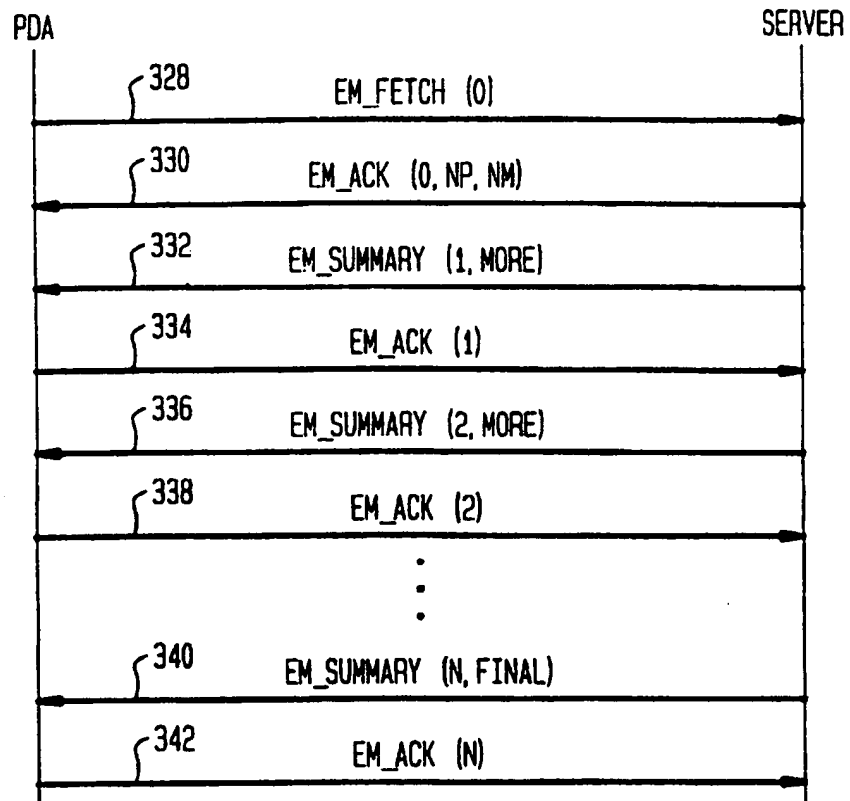 PDA SERVER
328 EM_FETCH (0)
330 EM_ACK (0, NP, NM)
332 EM_SUMMARY (1, MORE)
334 EM_ACK (1)
336 EM_SUMMARY (2, MORE)
338 EM_ACK (2)
340 EM_SUMMARY (N, FINAL)
342 EM_ACK (N)